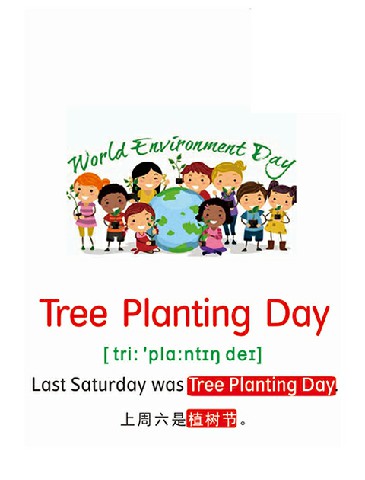 World Environment Day
Tree Planting Day
[triː 'plɑːntɪŋ deɪ]
Last Saturday was Tree Planting Day.
上周六是植树节。